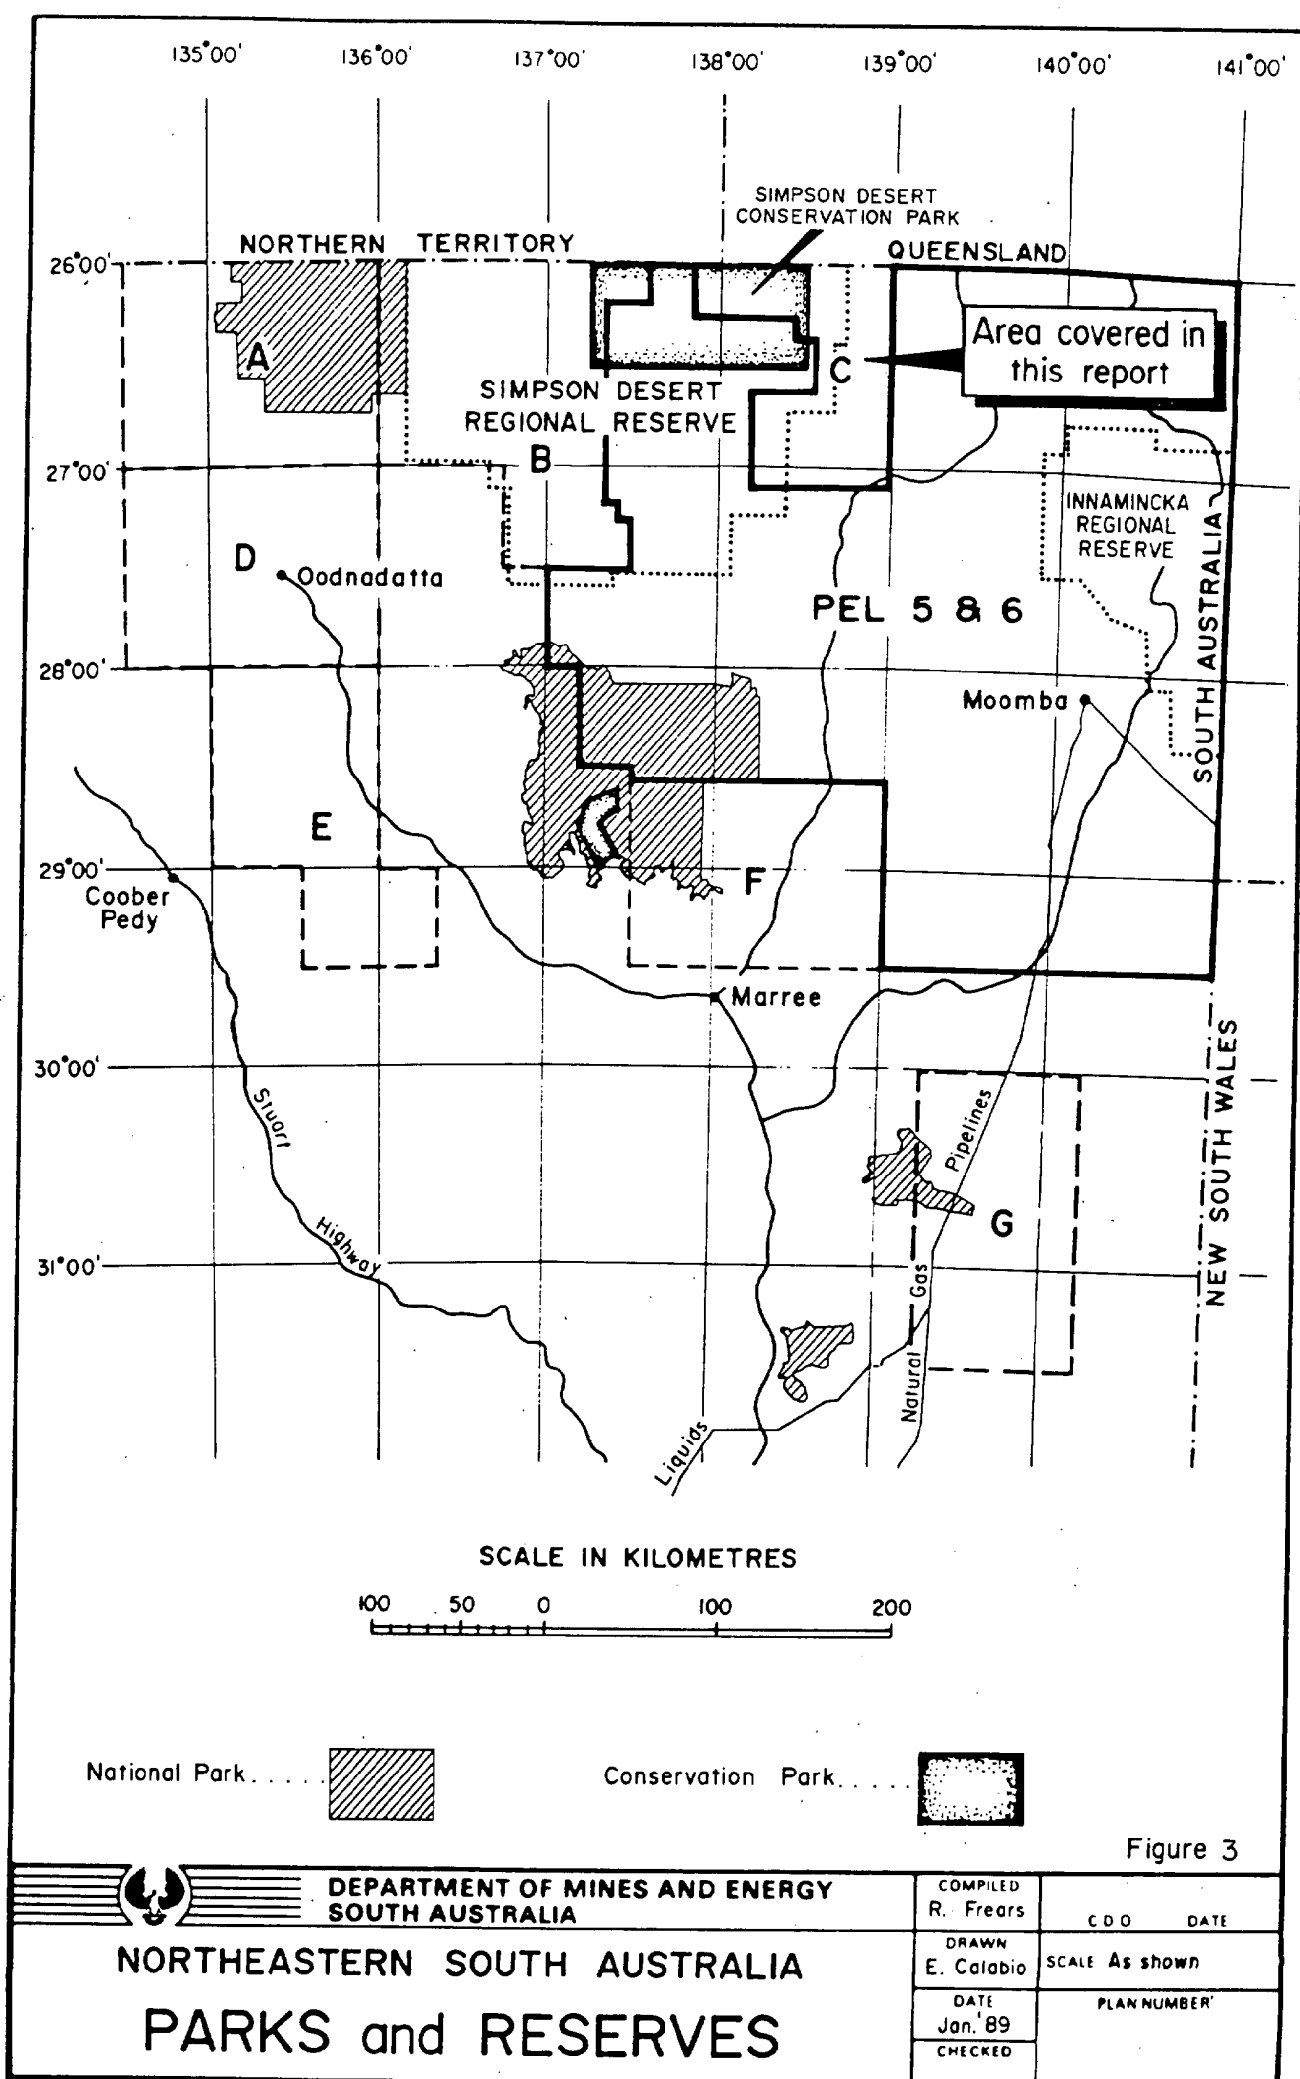 135°00' 136°00' 137°00' 138°00' 139°00' 140°00' 141°00'
SIMPSON DESERT
CONSERVATION PARK
NORTHERN TERRITORY
QUEENSLAND
26°00'
Area covered in
this report
A
C
SIMPSON DESERT
REGIONAL RESERVE
B
27°00'
INNAMINCKA
REGIONAL
RESERVE
D
Oodnadatta
PEL 5 & 6
SOUTH AUSTRALIA
28°00'
Moomba
E
29°00'
F
Coober
Pedy
Marree
30°00'
NEW SOUTH WALES
Stuart
Highway
Pipelines
G
31°00'
Gas
Natural
Liquids
SCALE IN KILOMETRES
100 50 0 100 200
National Park.....
Conservation Park.....
Figure 3
DEPARTMENT OF MINES AND ENERGY
SOUTH AUSTRALIA
NORTHEASTERN SOUTH AUSTRALIA
PARKS and RESERVES
COMPILED
R. Frears
CDO DATE
DRAWN
E. Calabio
SCALE As shown
DATE
Jan.'89
PLAN NUMBER
CHECKED